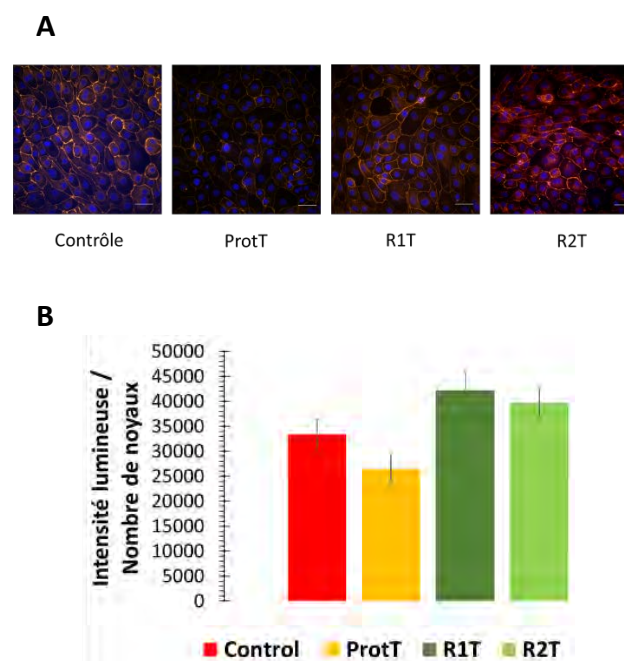 A
Contrôle
ProtT
R1T
R2T
B
Intensité lumineuse /
Nombre de noyaux
50000
45000
40000
35000
30000
25000
20000
15000
10000
5000
0
Control
ProtT
R1T
R2T